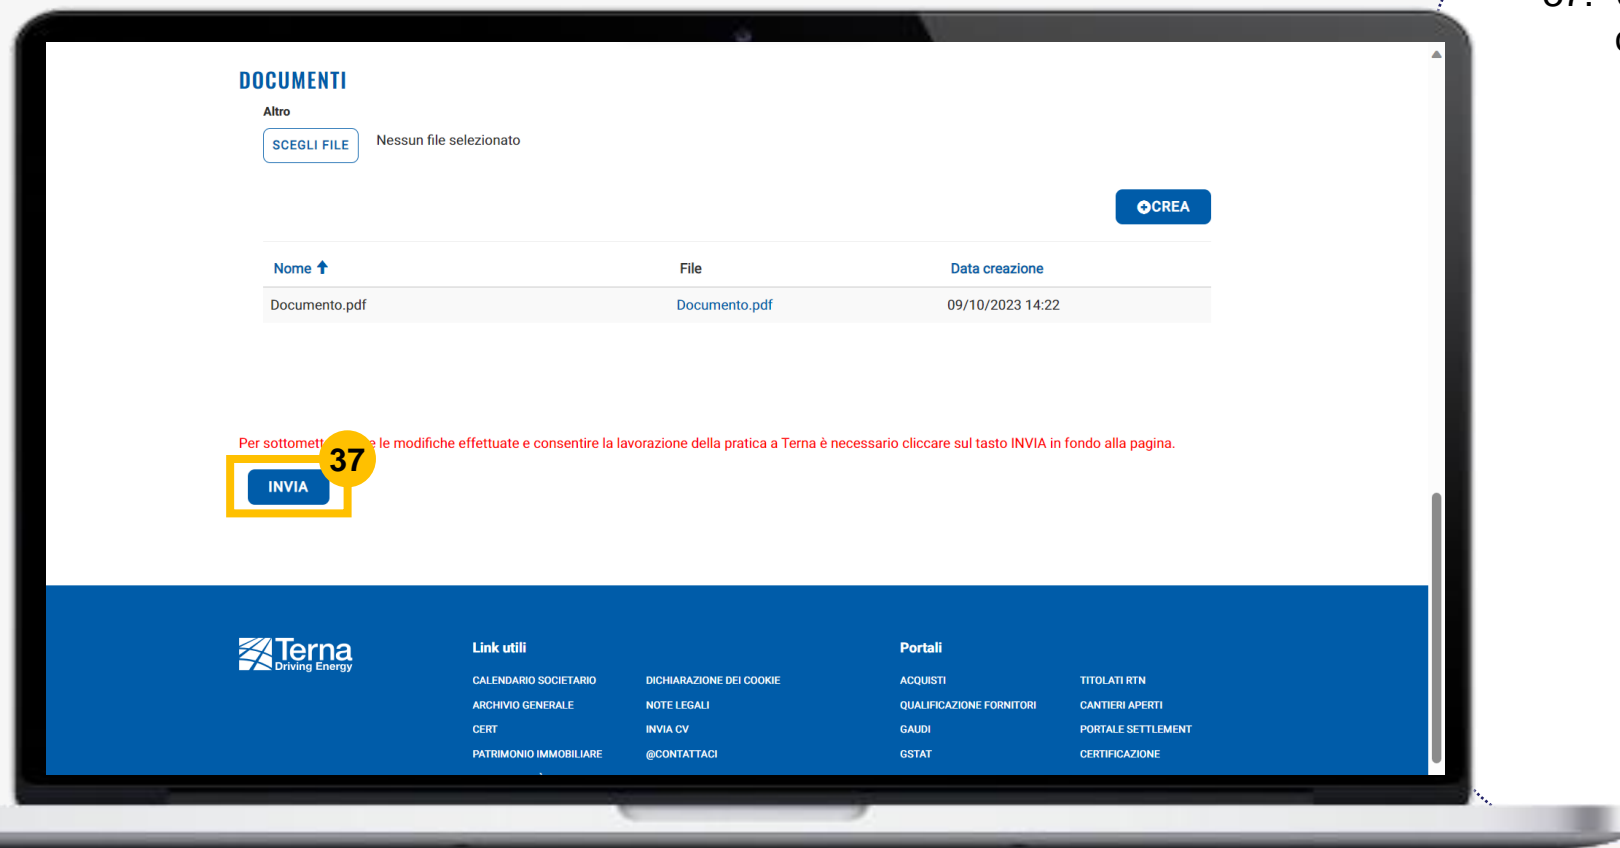 37.
DOCUMENTI
Altro
SCEGLI FILE Nessun file selezionato
CREA
Nome File Data creazione
Documento.pdf Documento.pdf 09/10/2023 14:22
Per le modifiche effettuate e consentire la lavorazione della pratica a Terna è necessario cliccare sul tasto INVIA in fondo alla pagina.
37
INVIA
Terna
Driving Energy
Link utili
CALENDARIO SOCIETARIO DICHIARAZIONE DEI COOKIE
ARCHIVIO GENERALE NOTE LEGALI
CERT INVIA CV
PATRIMONIO IMMOBILIARE @CONTATTACI
Portali
ACQUISTI TITOLATI RTN
QUALIFICAZIONE FORNITORI CANTIERI APERTI
GAUDI PORTALE SETTLEMENT
GSTAT CERTIFICAZIONE